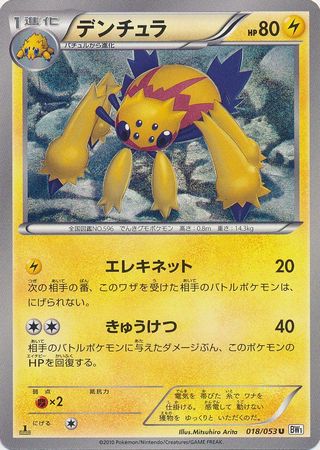 1進化
デンチュラ
HP80
バチュルから進化
全国図鑑NO.596 でんきグモポケモン 高さ：0.8m 重さ：14.3kg
エレキネット 20
次の相手の番、このワザを受けた相手のバトルポケモンは、
にげられない。
きゅうけつ 40
相手のバトルポケモンに与えたダメージぶん、このポケモンの
HPを回復する。
弱点 抵抗力
×2
にげる
電気を帯びた糸でワナを
仕掛ける。感電して動けない
獲物をゆっくりといただくのだ。
1
Illus.Mitsuhiro Arita
018/053 U BW1
©2010 Pokémon/Nintendo/Creatures/GAME FREAK.